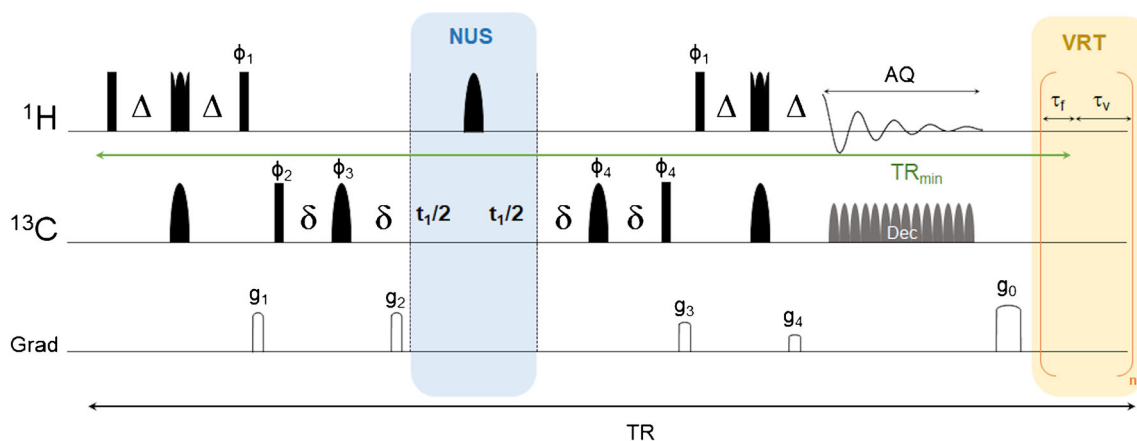 NUS
VRT
ϕ1
ϕ1
AQ
1H
Δ
Δ
Δ
Δ
τf
τv
TRmin
ϕ2
ϕ3
ϕ4
ϕ4
13C
δ
δ
t1/2
t1/2
δ
δ
Dec
g1
g2
g3
g4
g0
Grad
n
TR